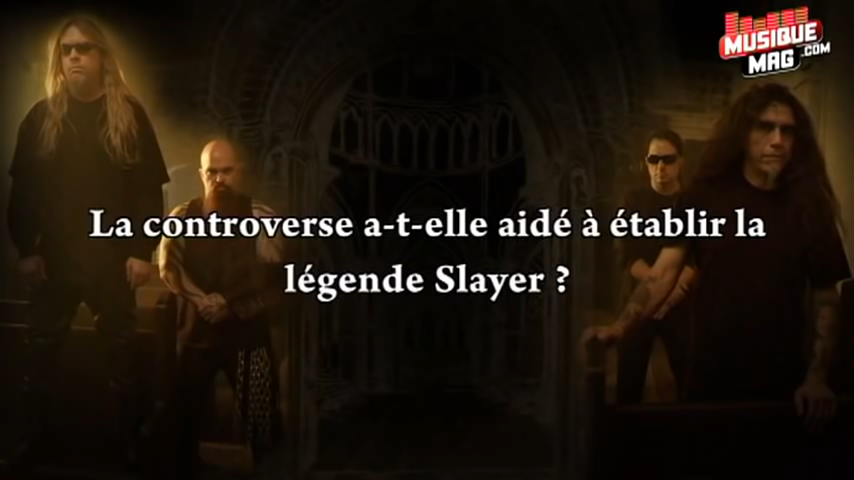 MUSIQUE
MAG.COM
La controverse a-t-elle aidé à établir la
légende Slayer ?